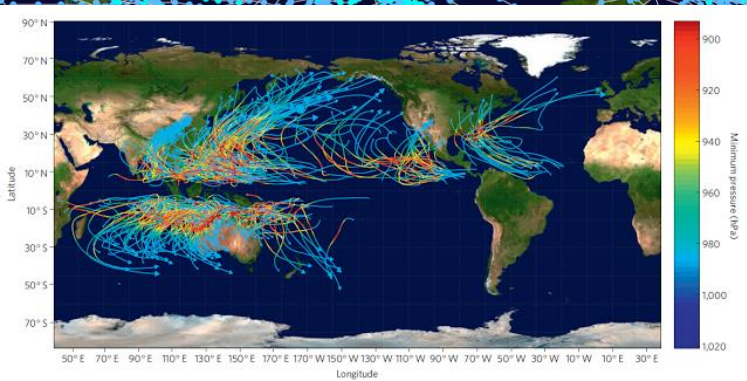 90° N
70° N
50° N
30° N
10° N
10° S
30° S
50° S
70° S
Latitude
50° E 70° E 90° E 110° E 130° E 150° E 170° E 170° W 150° W 130° W 110° W 90° W 70° W 50° W 30° W 10° W 10° E 30° E
Longitude
900
920
940
960
980
1,000
1,020
Minimum pressure (hPa)